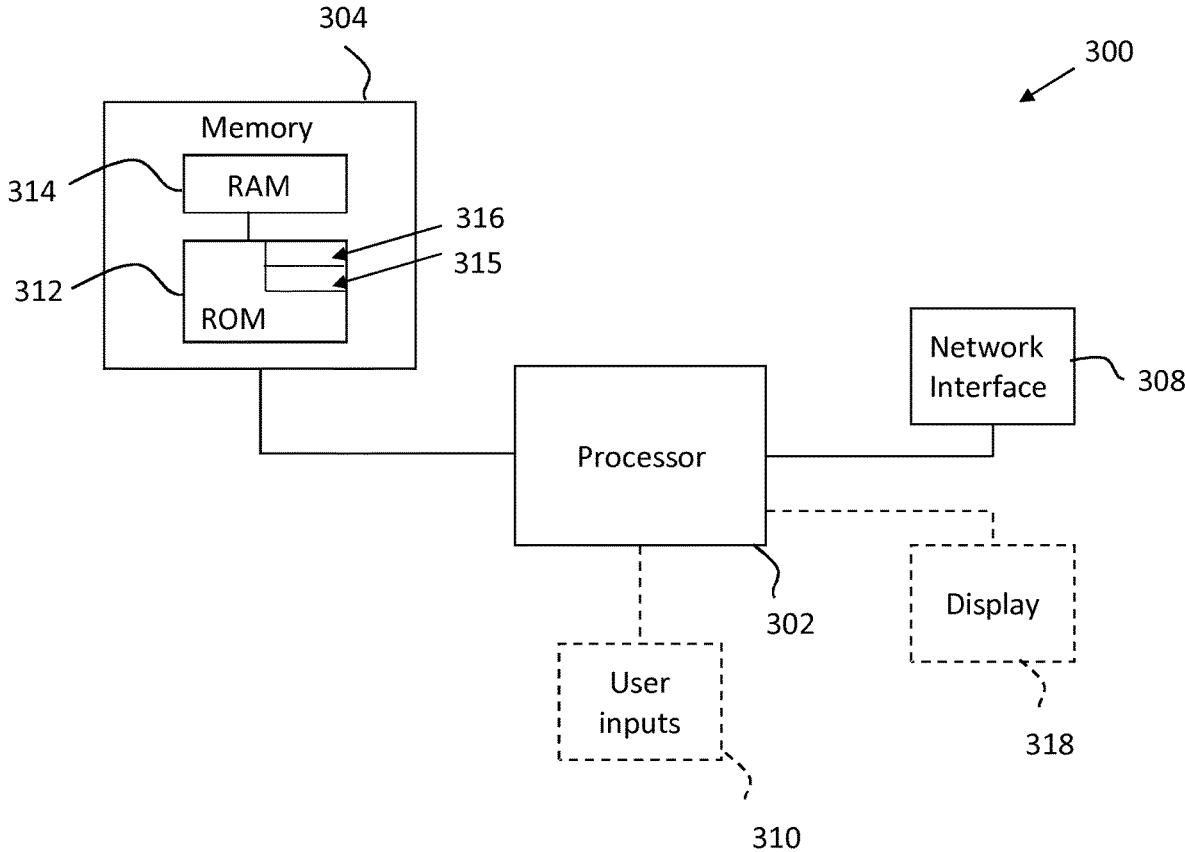 304
300
Memory
314
RAM
316
315
312
ROM
Network
Interface
308
Processor
302
Display
User
inputs
318
310